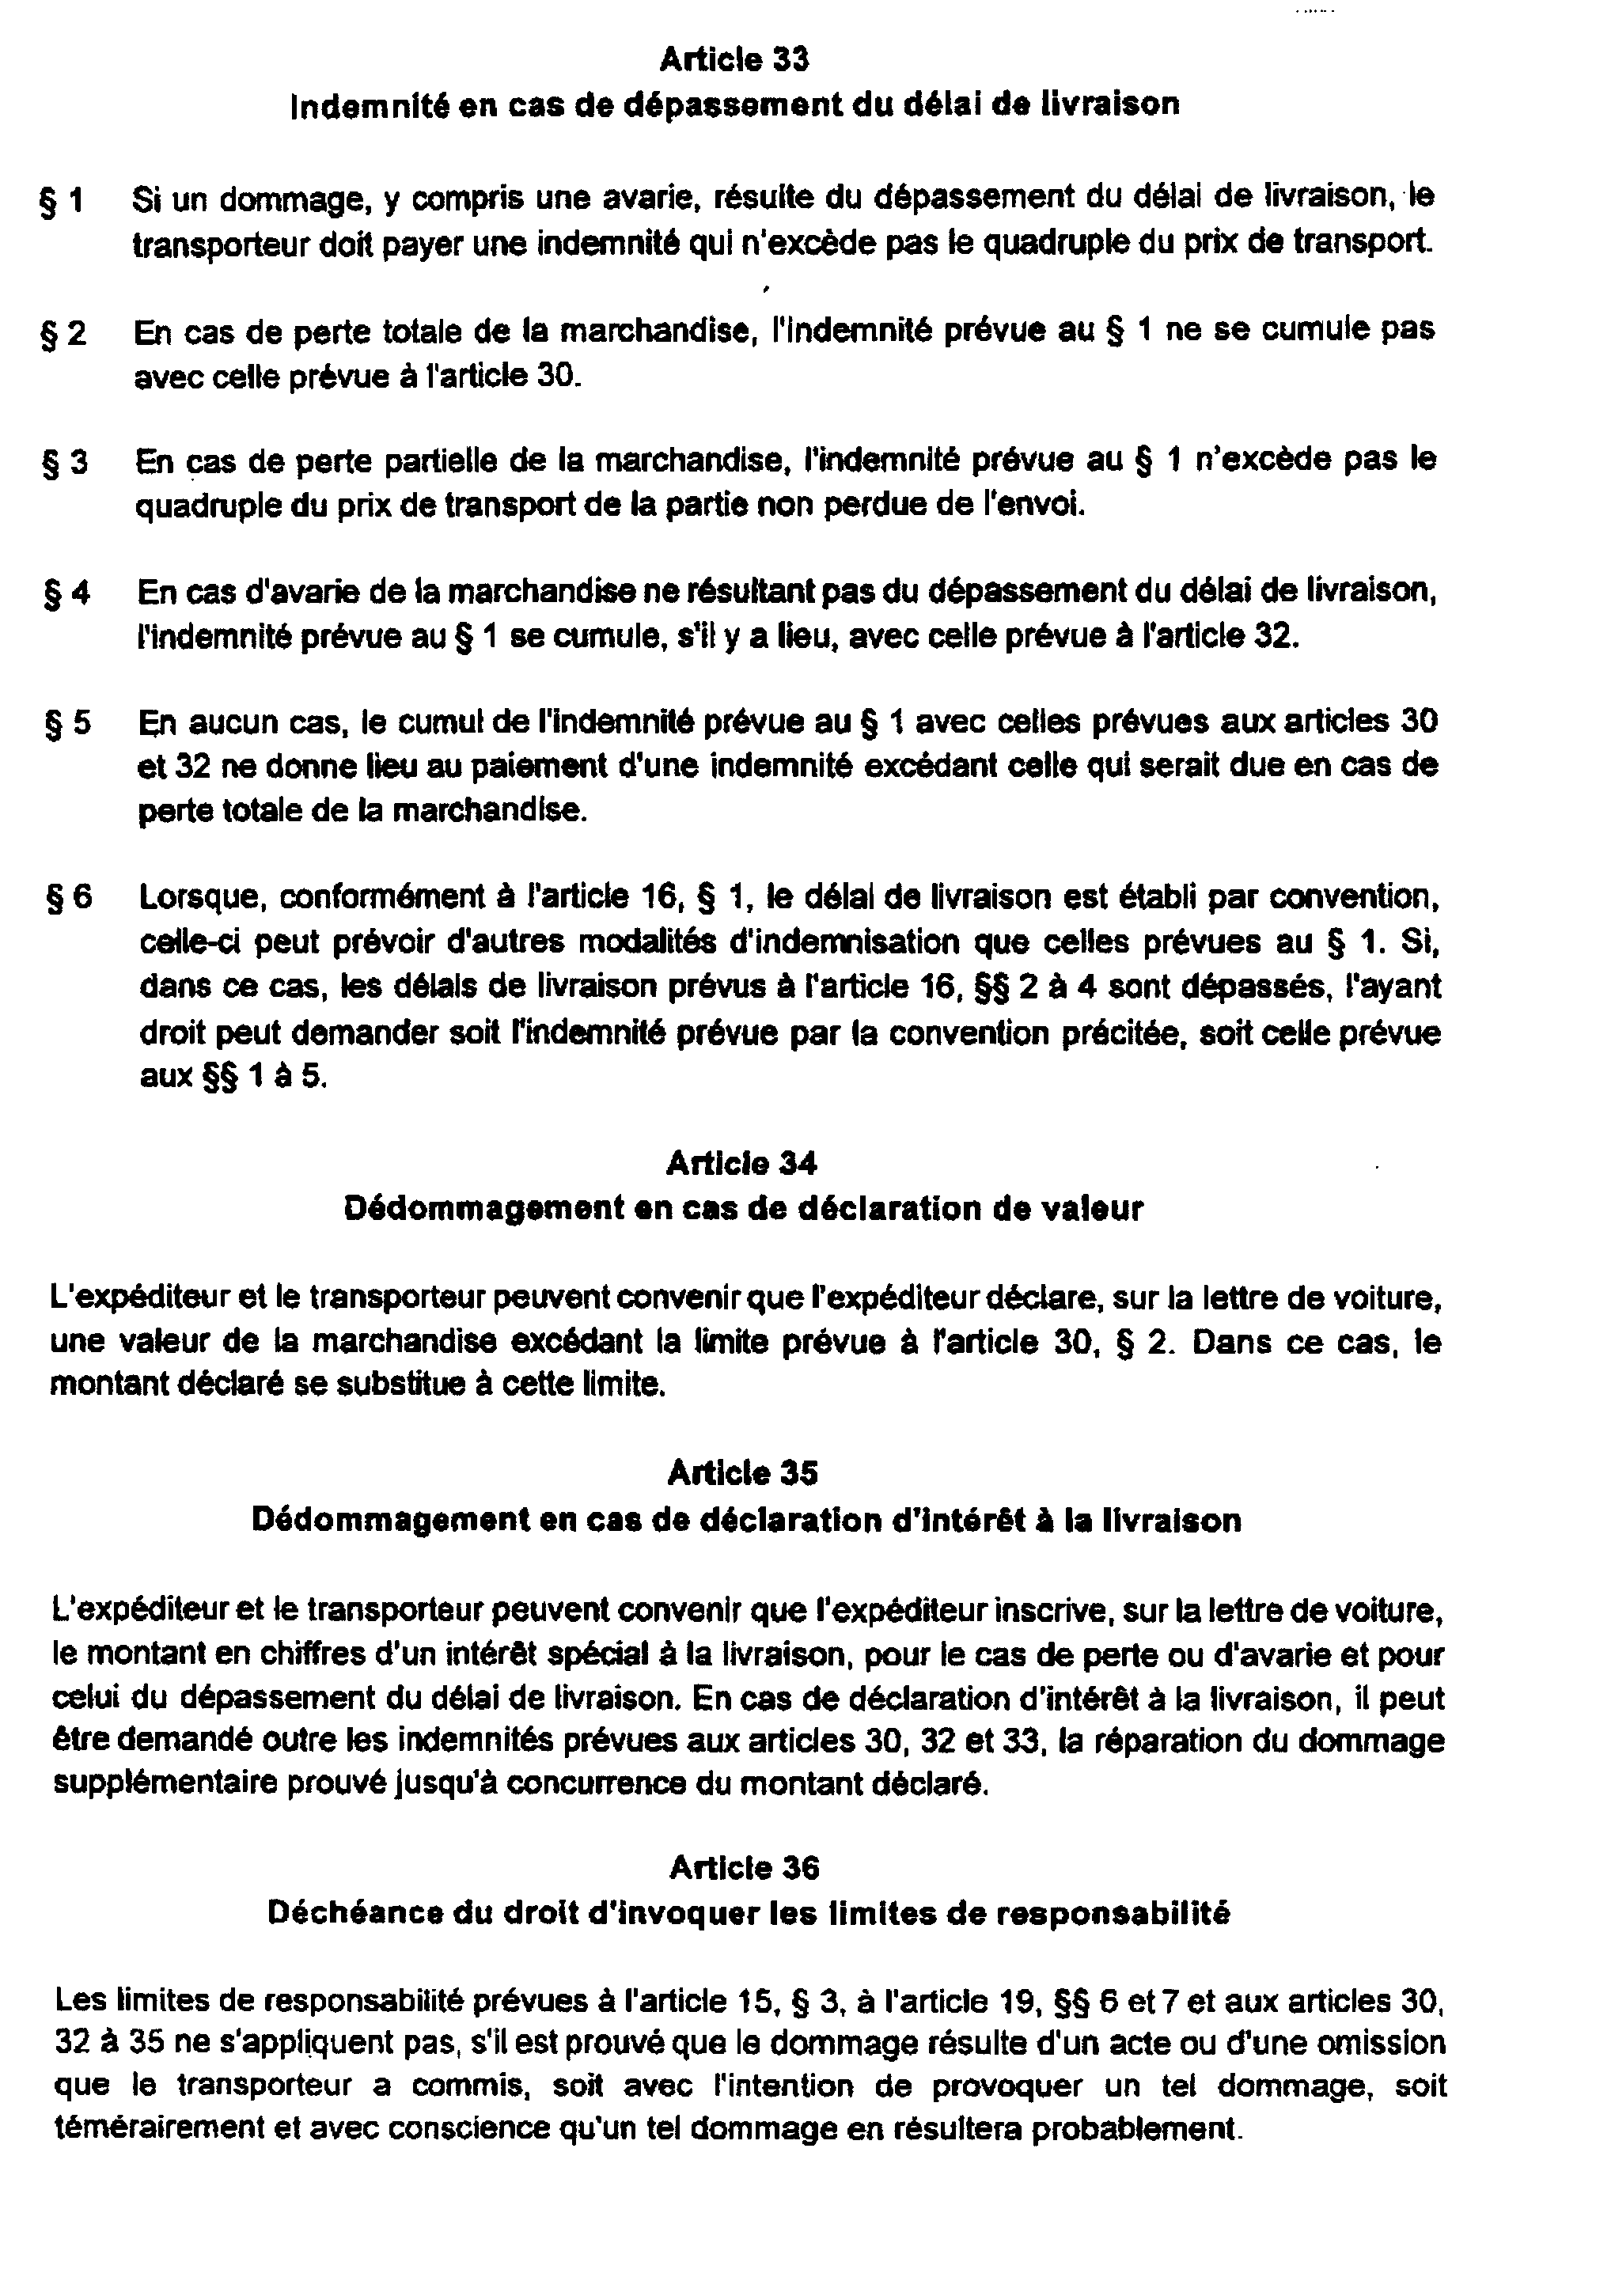 Article 33
Indemnité en cas de dépassement du délai de livraison
§ 1 Si un dommage, y compris une avarie, résulte du dépassement du délai de livraison, le
transporteur doit payer une indemnité qui n'excède pas le quadruple du prix de transport.
§ 2 En cas de perte totale de la marchandise, l'indemnité prévue au § 1 ne se cumule pas
avec celle prévue à l'article 30.
§ 3 En cas de perte partielle de la marchandise, l'indemnité prévue au § 1 n'excède pas le
quadruple du prix de transport de la partie non perdue de l'envoi.
§ 4 En cas d'avarie de la marchandise ne résultant pas du dépassement du délai de livraison,
l'indemnité prévue au § 1 se cumule, s'il y a lieu, avec celle prévue à l'article 32.
§ 5 En aucun cas, le cumul de l'indemnité prévue au § 1 avec celles prévues aux articles 30
et 32 ne donne lieu au paiement d'une indemnité excédant celle qui serait due en cas de
perte totale de la marchandise.
§ 6 Lorsque, conformément à l'article 16, § 1, le délai de livraison est établi par convention,
celle-ci peut prévoir d'autres modalités d'indemnisation que celles prévues au § 1. Si,
dans ce cas, les délais de livraison prévus à l'article 16, §§ 2 à 4 sont dépassés, l'ayant
droit peut demander soit l'indemnité prévue par la convention précitée, soit celle prévue
aux §§ 1 à 5.
Article 34
Dédommagement en cas de déclaration de valeur
L'expéditeur et le transporteur peuvent convenir que l'expéditeur déclare, sur la lettre de voiture,
une valeur de la marchandise excédant la limite prévue à l'article 30, § 2. Dans ce cas, le
montant déclaré se substitue à cette limite.
Article 35
Dédommagement en cas de déclaration d'intérêt à la livraison
L'expéditeur et le transporteur peuvent convenir que l'expéditeur inscrive, sur la lettre de voiture,
le montant en chiffres d'un intérêt spécial à la livraison, pour le cas de perte ou d'avarie et pour
celui du dépassement du délai de livraison. En cas de déclaration d'intérêt à la livraison, il peut
être demandé outre les indemnités prévues aux articles 30, 32 et 33, la réparation du dommage
supplémentaire prouvé jusqu'à concurrence du montant déclaré.
Article 36
Déchéance du droit d'invoquer les limites de responsabilité
Les limites de responsabilité prévues à l'article 15, § 3, à l'article 19, §§ 6 et 7 et aux articles 30,
32 à 35 ne s'appliquent pas, s'il est prouvé que le dommage résulte d'un acte ou d'une omission
que le transporteur a commis, soit avec l'intention de provoquer un tel dommage, soit
témérairement et avec conscience qu'un tel dommage en résultera probablement.